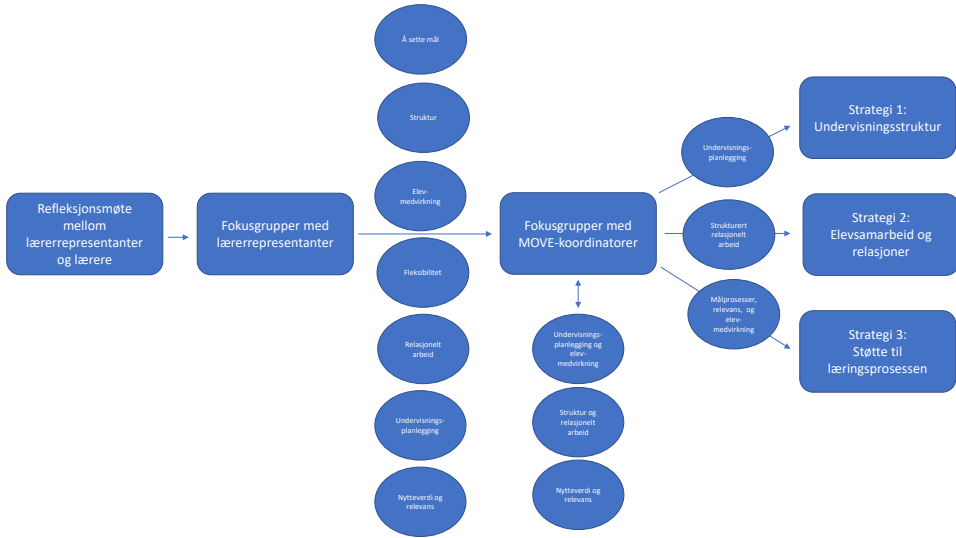 Refleksjonsmøte
mellom
lærerrepresentanter
og lærere
Fokusgrupper med
lærerrepresentanter
Å sette mål
Struktur
Elev-
medvirkning
Fleksibilitet
Relasjonelt
arbeid
Undervisnings-
planlegging
Nytteverdi og
relevans
Fokusgrupper med
MOVE-koordinatorer
Undervisnings-
planlegging og
elev-
medvirkning
Struktur og
relasjonelt
arbeid
Nytteverdi og
relevans
Undervisnings-
planlegging
Strukturert
relasjonelt
arbeid
Målprosesser,
relevans, og
elev-
medvirkning
Strategi 1:
Undervisningsstruktur
Strategi 2:
Elevsamarbeid og
relasjoner
Strategi 3:
Støtte til
læringsprosessen